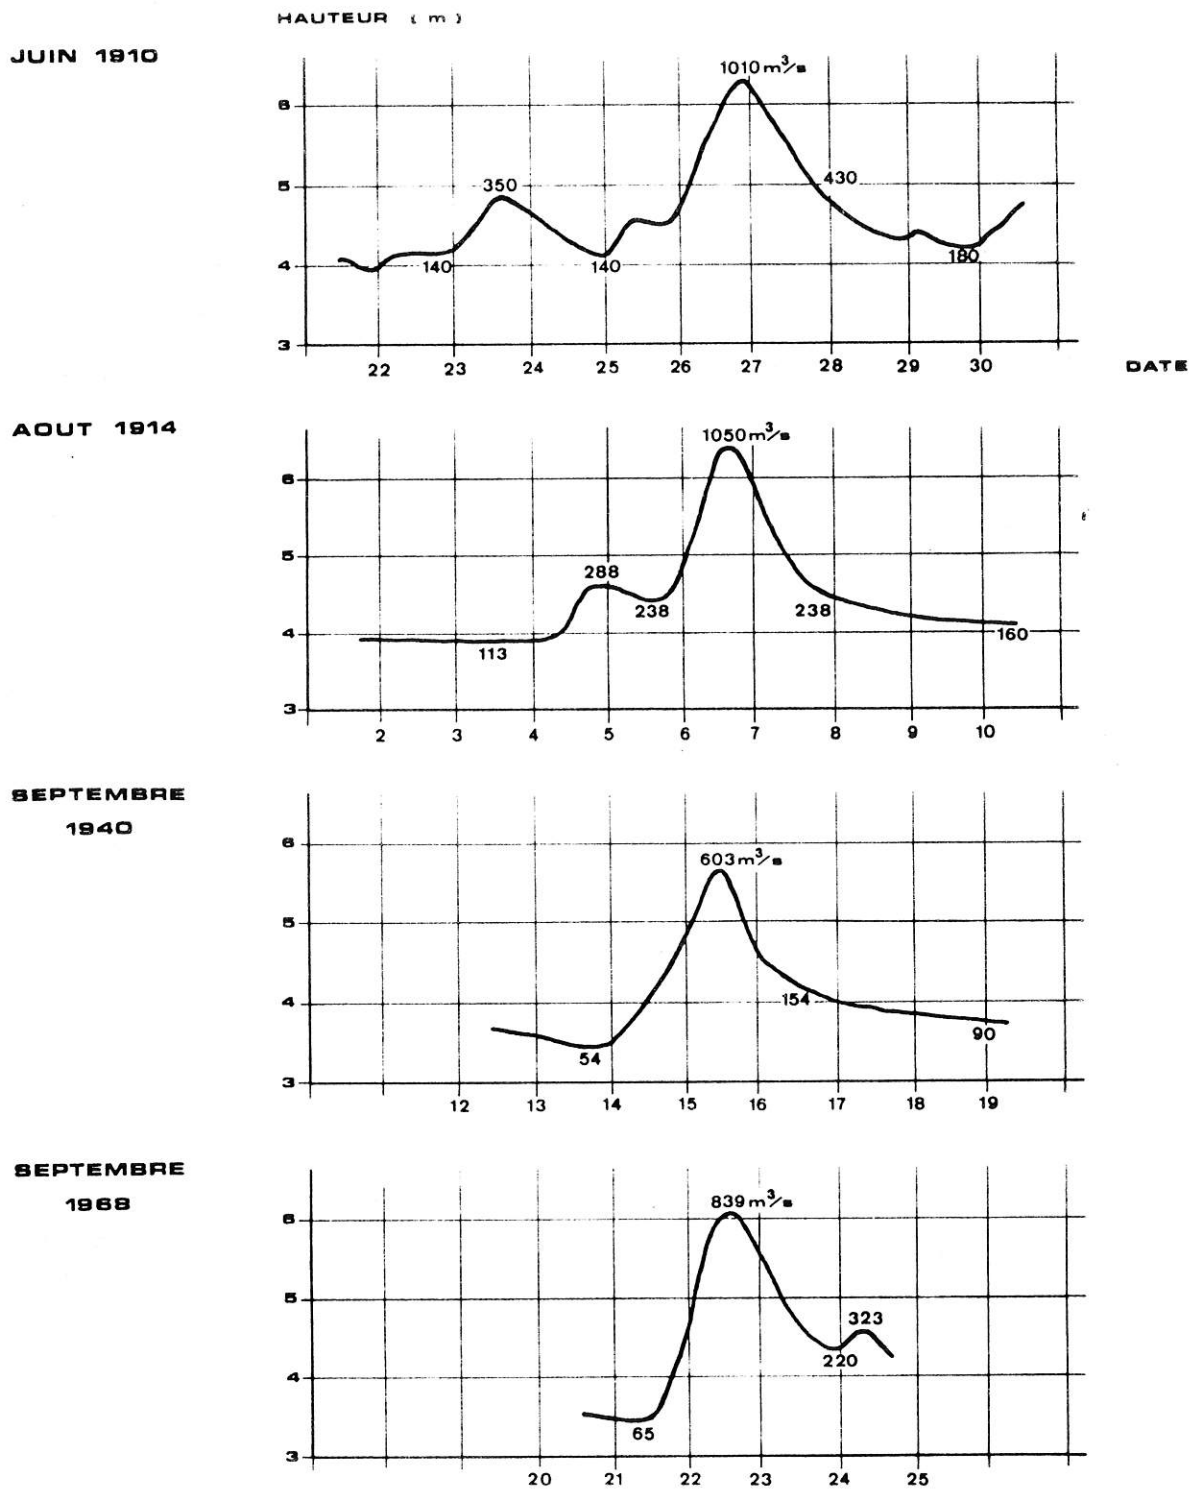 HAUTEUR (m)
JUIN 1910
1010 m³/s
6
5
350
430
4
140
140
180
3
22 23 24 25 26 27 28 29 30
DATE
AOUT 1914
1050 m³/s
6
5
288
238
238
4
113
160
3
2 3 4 5 6 7 8 9 10
SEPTEMBRE
1940
6
603 m³/s
5
4
154
54
90
3
12 13 14 15 16 17 18 19
SEPTEMBRE
1968
839 m³/s
6
5
323
220
4
65
3
20 21 22 23 24 25